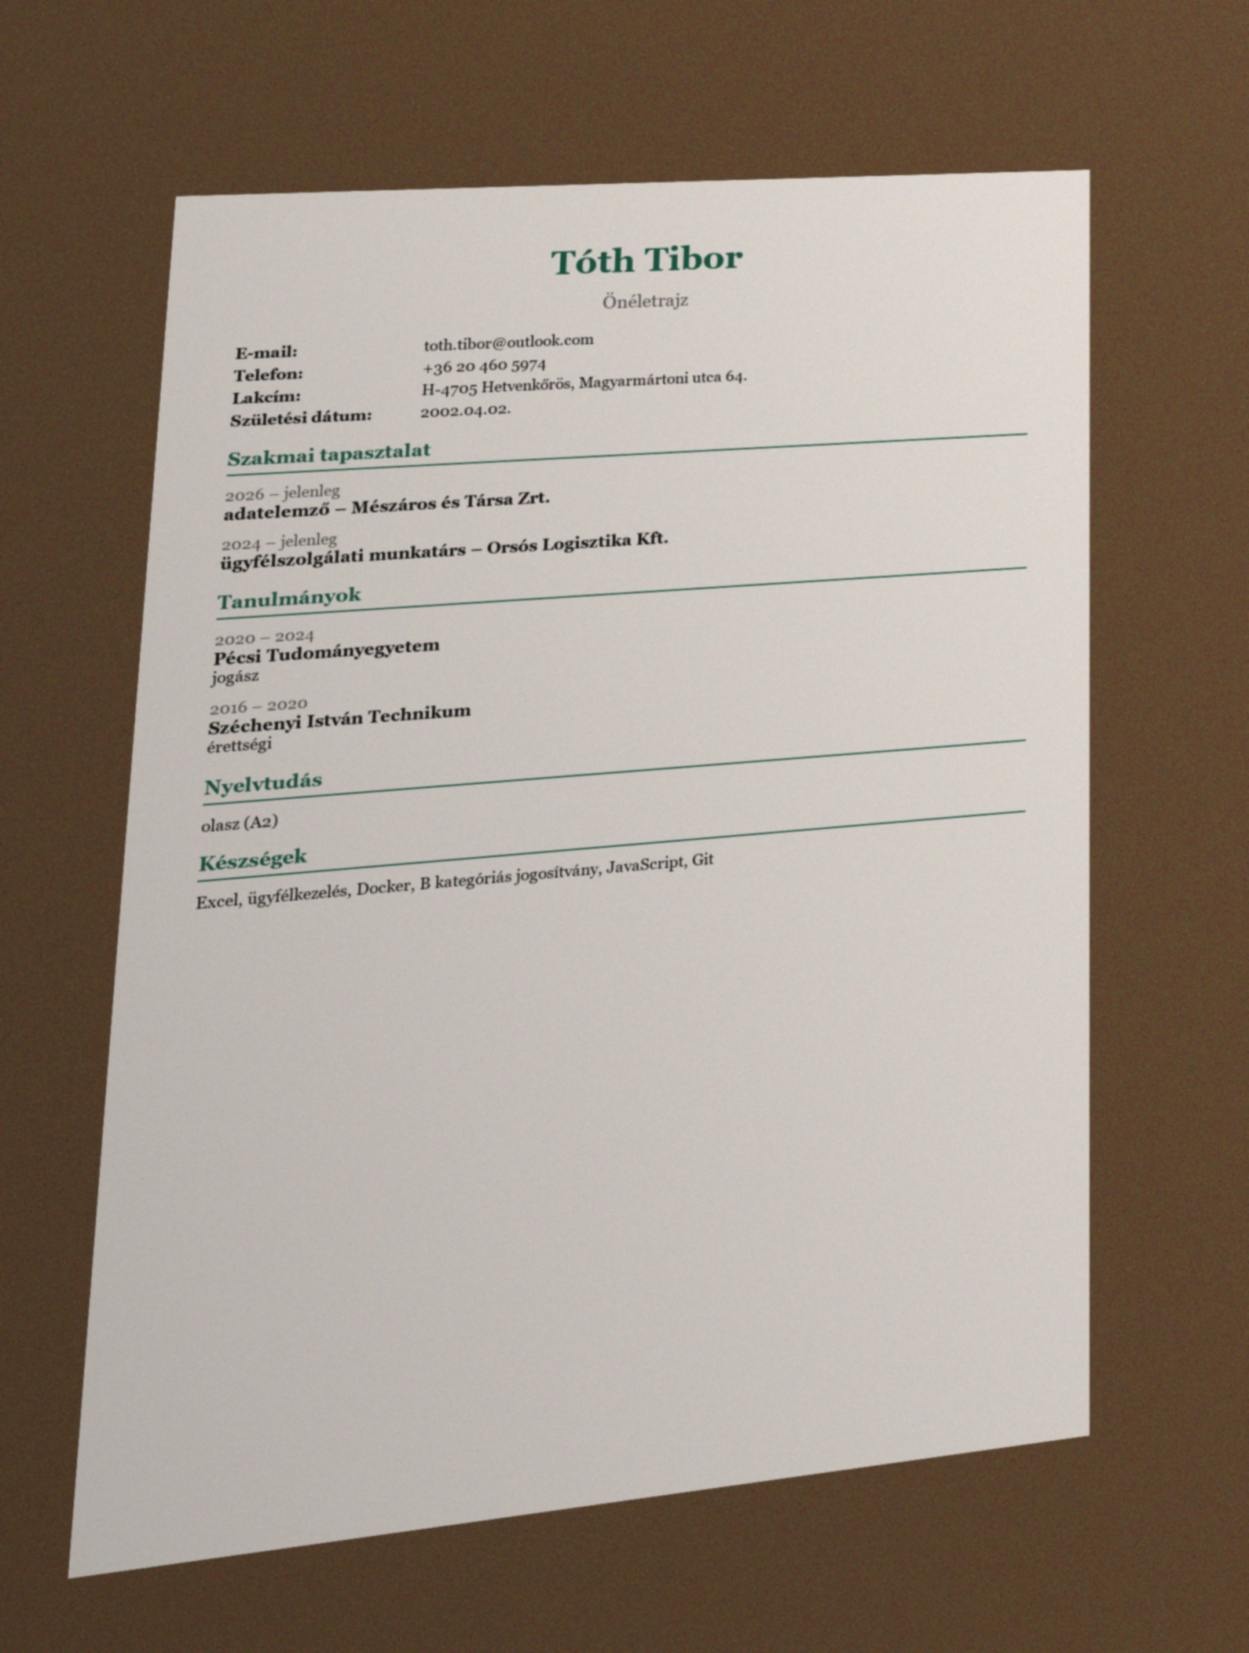 Tóth Tibor
Önéletrajz
E-mail: toth.tibor@outlook.com
Telefon: +36 20 460 5974
Lakcím: H-4705 Hetvenkőrös, Magyarmártoni utca 64.
Születési dátum: 2002.04.02.
Szakmai tapasztalat
2026 – jelenleg
adatelemző – Mészáros és Társa Zrt.
2024 – jelenleg
ügyfélszolgálati munkatárs – Orsós Logisztika Kft.
Tanulmányok
2020 – 2024
Pécsi Tudományegyetem
jogász
2016 – 2020
Széchenyi István Technikum
érettségi
Nyelvtudás
olasz (A2)
Készségek
Excel, ügyfélkezelés, Docker, B kategóriás jogosítvány, JavaScript, Git